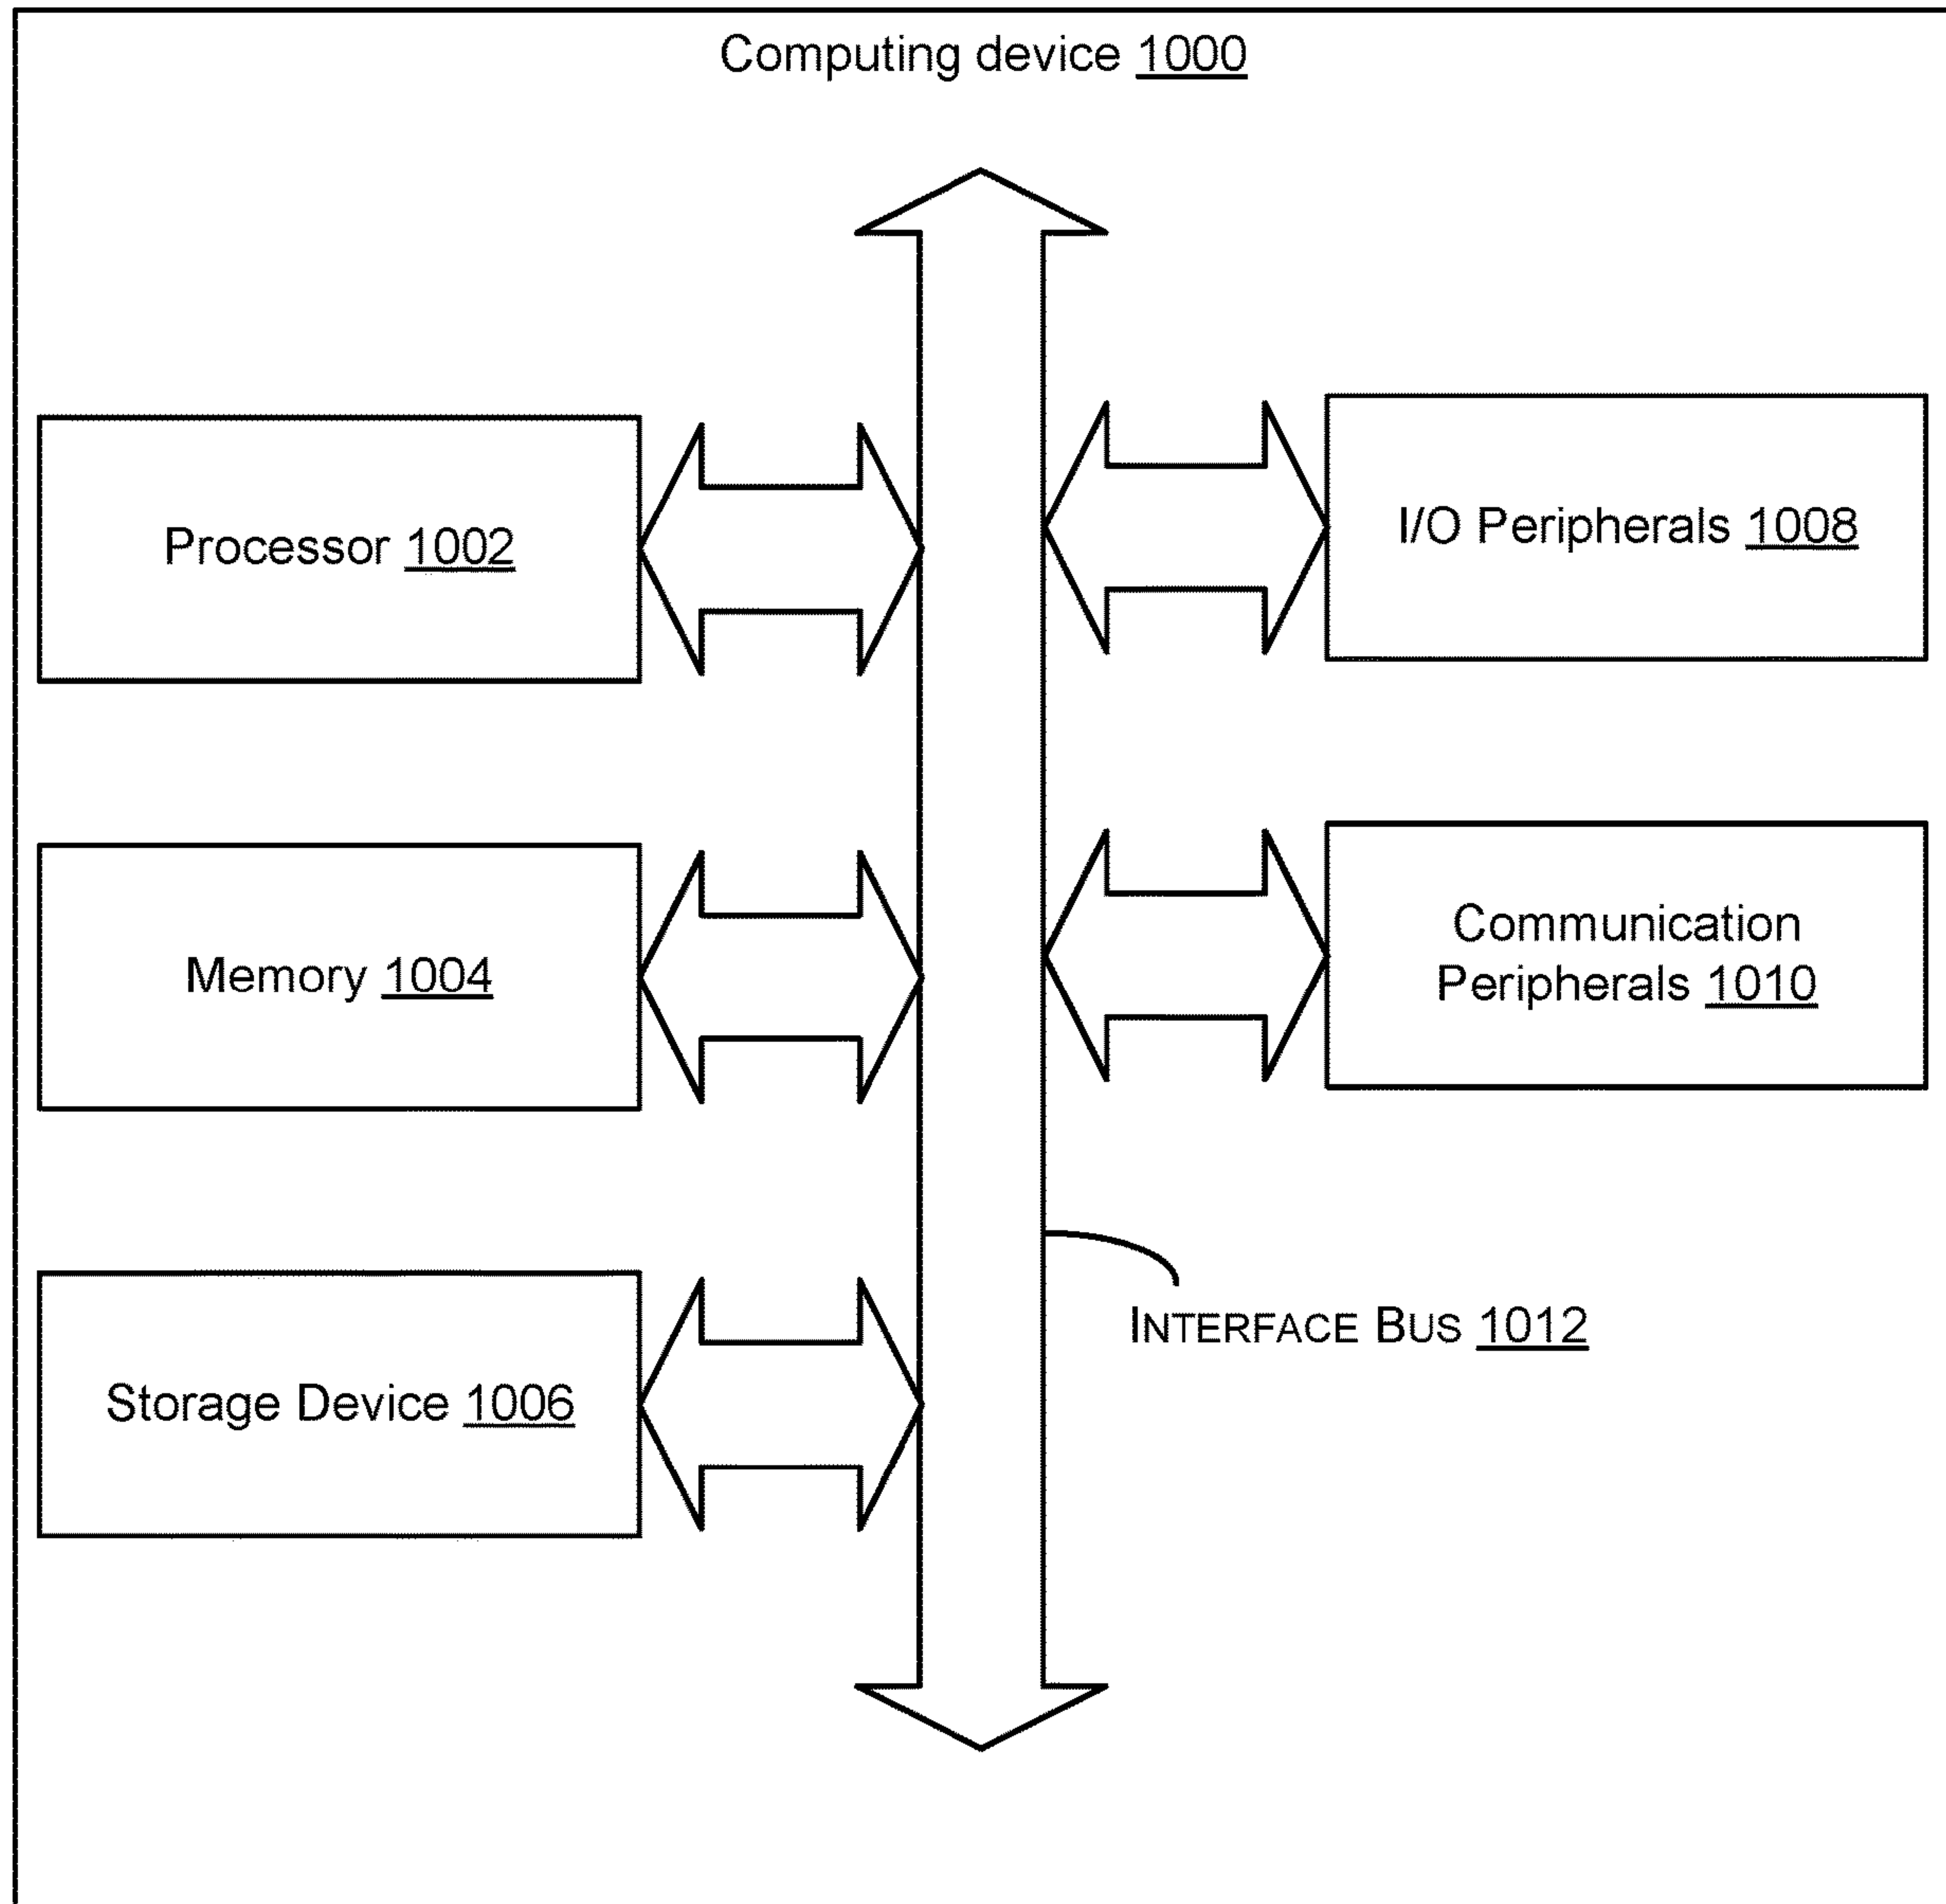 Computing device 1000
Processor 1002
I/O Peripherals 1008
Memory 1004
Communication
Peripherals 1010
Storage Device 1006
INTERFACE BUS 1012